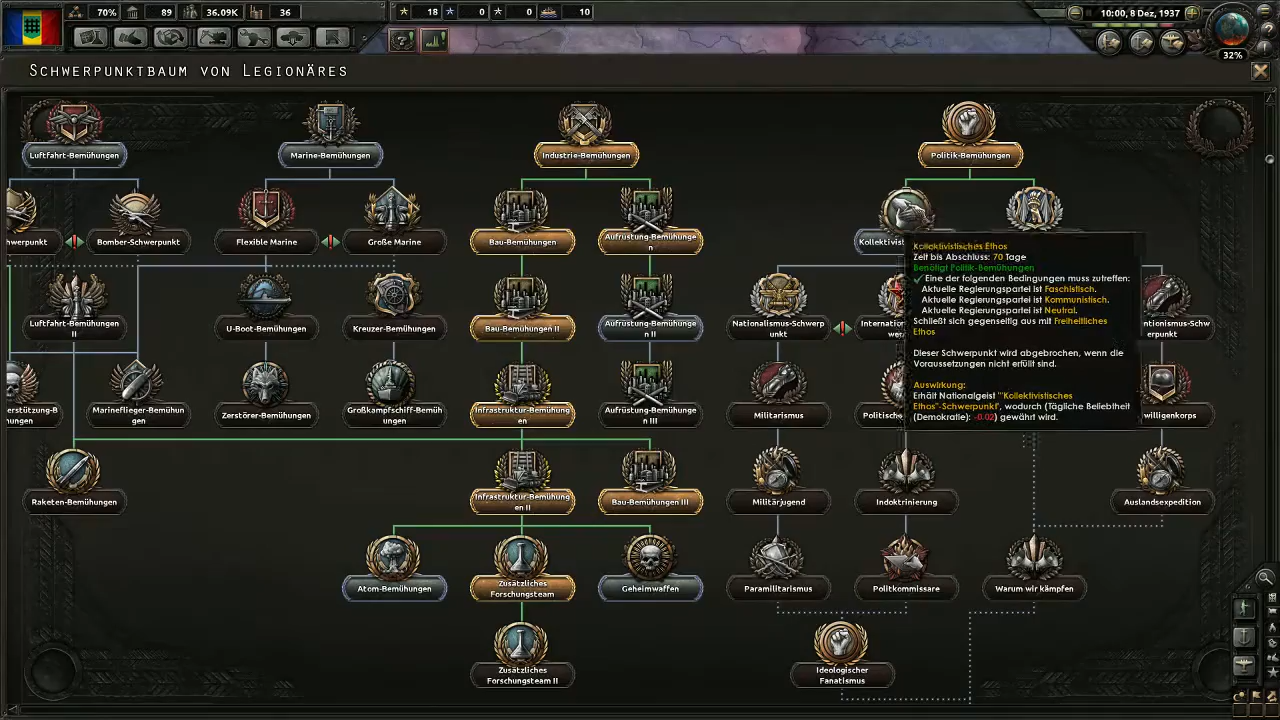 70%
89
36.09K
36
18
0
0
10
10:00, 8 Dez, 1937
32%
Schwerpunktbaum von Legionäres
Luftfahrt-Bemühungen
Marine-Bemühungen
Industrie-Bemühungen
Politik-Bemühungen
hwerpunkt
Bomber-Schwerpunkt
Flexible Marine
Große Marine
Bau-Bemühungen
Aufrüstung-Bemühunge
n
Kollektivist
Kollektivistisches Ethos
Zeit bis Abschluss: 70 Tage
Benötigt Politik-Bemühungen
Eine der folgenden Bedingungen muss zutreffen:
Aktuelle Regierungspartei ist Faschistisch.
Aktuelle Regierungspartei ist Kommunistisch.
Aktuelle Regierungspartei ist Neutral.
Schließt sich gegenseitig aus mit Freiheitliches
Ethos
Dieser Schwerpunkt wird abgebrochen, wenn die
Voraussetzungen nicht erfüllt sind.
Auswirkung:
Erhält Nationalgeist "'Kollektivistisches
Ethos"-Schwerpunkt', wodurch (Tägliche Beliebtheit
(Demokratie): -0.02) gewährt wird.
Luftfahrt-Bemühungen
II
U-Boot-Bemühungen
Kreuzer-Bemühungen
Bau-Bemühungen II
Aufrüstung-Bemühunge
n II
Nationalismus-Schwerp
unkt
Internation
wer
ntionismus-Schw
erpunkt
erstützung-B
mühungen
Marineflieger-Bemühun
gen
Zerstörer-Bemühungen
Großkampfschiff-Bemüh
ungen
Infrastruktur-Bemühung
en
Aufrüstung-Bemühunge
n III
Militarismus
Politische
willigenkorps
Raketen-Bemühungen
Infrastruktur-Bemühung
en II
Bau-Bemühungen III
Militärjugend
Indoktrinierung
Auslandsexpedition
Atom-Bemühungen
Zusätzliches
Forschungsteam
Geheimwaffen
Paramilitarismus
Politkommissare
Warum wir kämpfen
Zusätzliches
Forschungsteam II
Ideologischer
Fanatismus